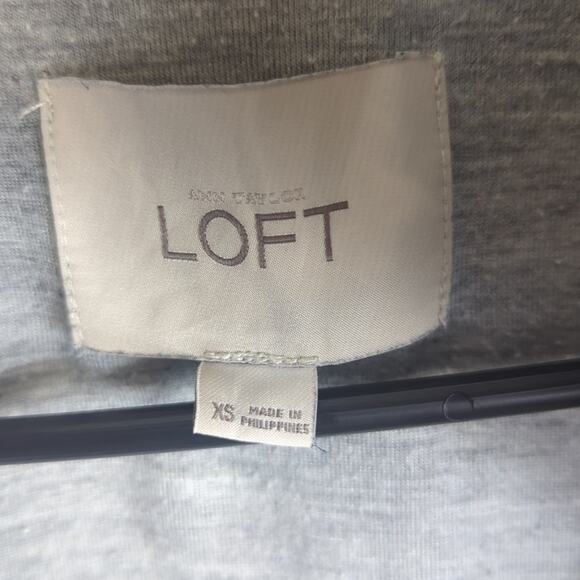 ANN TAYLOR
LOFT
XS
MADE IN
PHILIPPINES